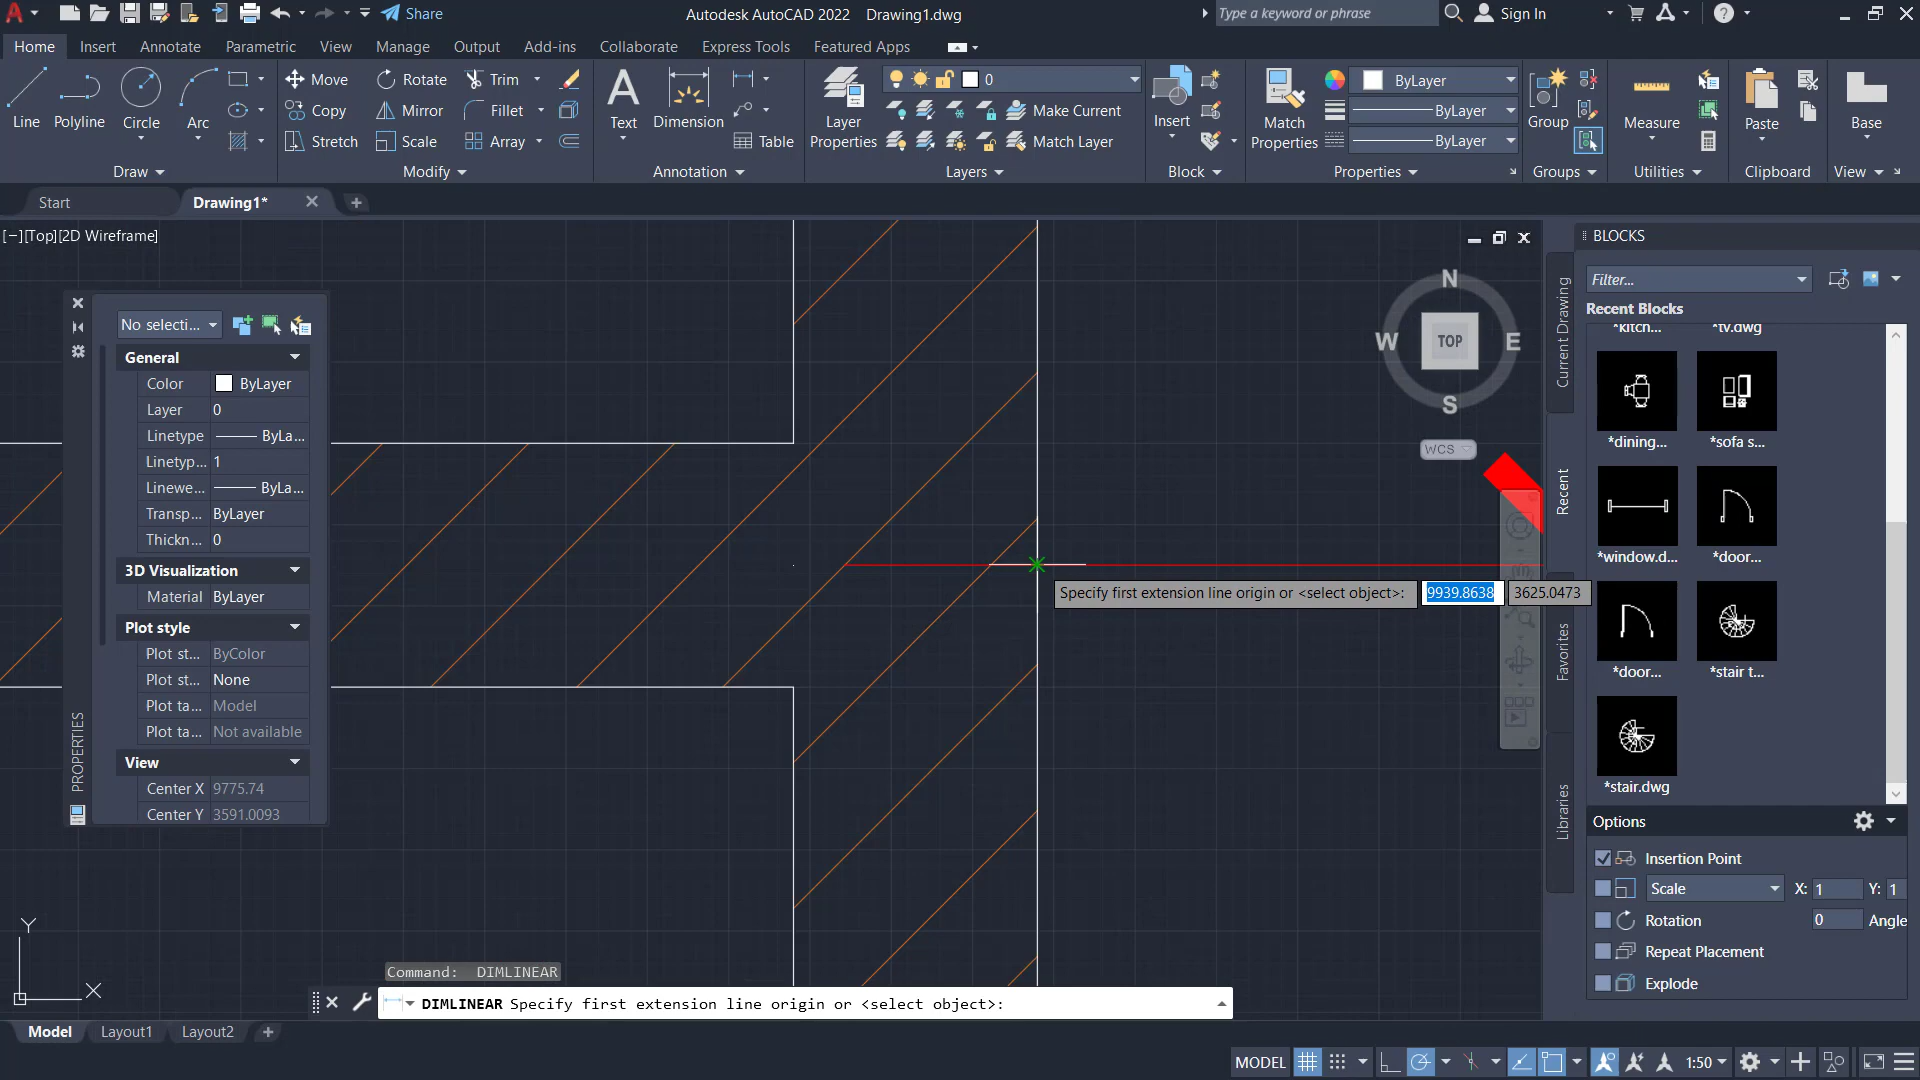 Share
Autodesk AutoCAD 2022 Drawing1.dwg
Type a keyword or phrase
Sign In
Home Insert Annotate Parametric View Manage Output Add-ins Collaborate Express Tools Featured Apps
Line Polyline Circle Arc
Move Rotate Trim
Copy Mirror Fillet
Stretch Scale Array
Text Dimension Table
Layer Properties
0
Make Current
Match Layer
Insert
Match Properties
ByLayer
ByLayer
ByLayer
Group
Measure
Paste
Base
Draw Modify Annotation Layers Block Properties Groups Utilities Clipboard View
Start Drawing1*
[−][Top][2D Wireframe]
No selecti...
General
Color ByLayer
Layer 0
Linetype ByLa...
Linetyp... 1
Linewe... ByLa...
Transp... ByLayer
Thickn... 0
3D Visualization
Material ByLayer
Plot style
Plot st... ByColor
Plot st... None
Plot ta... Model
Plot ta... Not available
View
Center X 9775.74
Center Y 3591.0093
PROPERTIES
N
W TOP E
S
WCS
Specify first extension line origin or <select object>: 9939.8638 3625.0473
Y
X
Command: DIMLINEAR
DIMLINEAR Specify first extension line origin or <select object>:
BLOCKS
Filter...
Recent Blocks
Current Drawing
Recent
Favorites
Libraries
*kitch... *tv.dwg
*dining... *sofa s...
*window.d... *door...
*door... *stair t...
*stair.dwg
Options
Insertion Point
Scale X: 1 Y: 1
Rotation 0 Angle
Repeat Placement
Explode
Model Layout1 Layout2
MODEL 1:50